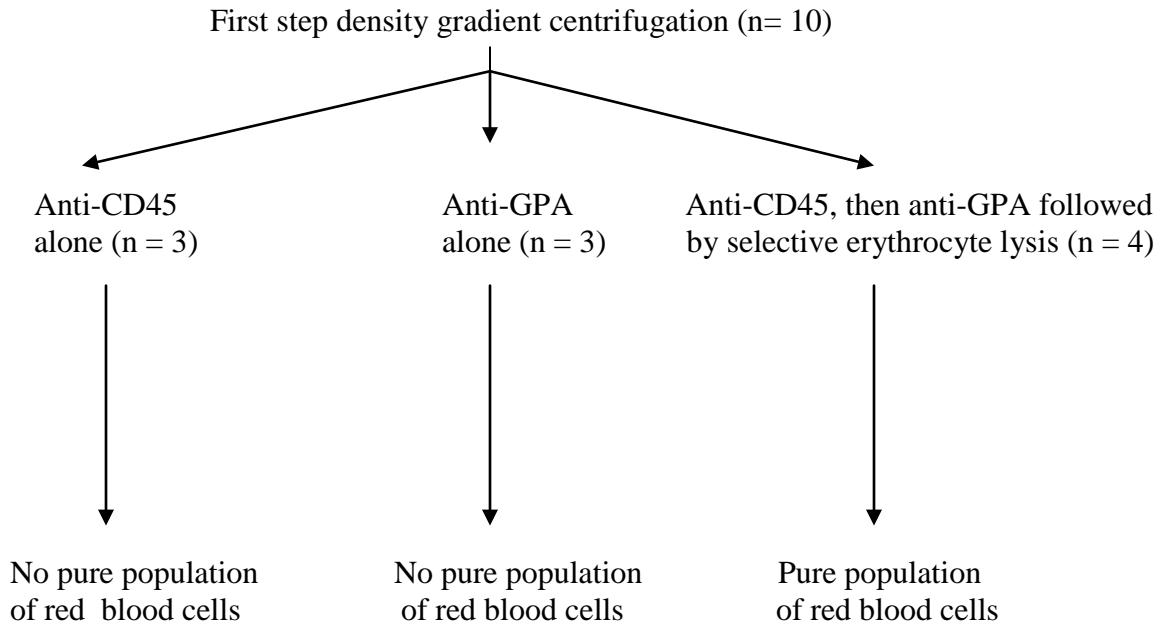 First step density gradient centrifugation (n= 10)
Anti-CD45
alone (n = 3)
Anti-GPA
alone (n = 3)
Anti-CD45, then anti-GPA followed
by selective erythrocyte lysis (n = 4)
No pure population
of red blood cells
No pure population
of red blood cells
Pure population
of red blood cells